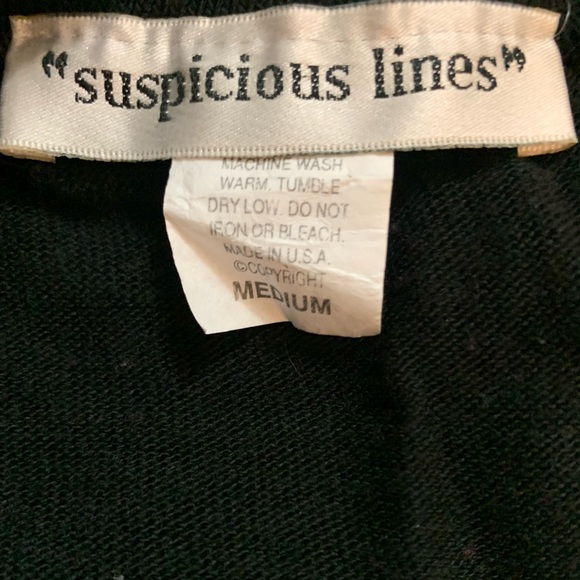 "suspicious lines"
MACHINE WASH
WARM. TUMBLE
DRY LOW. DO NOT
IRON OR BLEACH.
MADE IN U.S.A.
©COPYRIGHT
MEDIUM